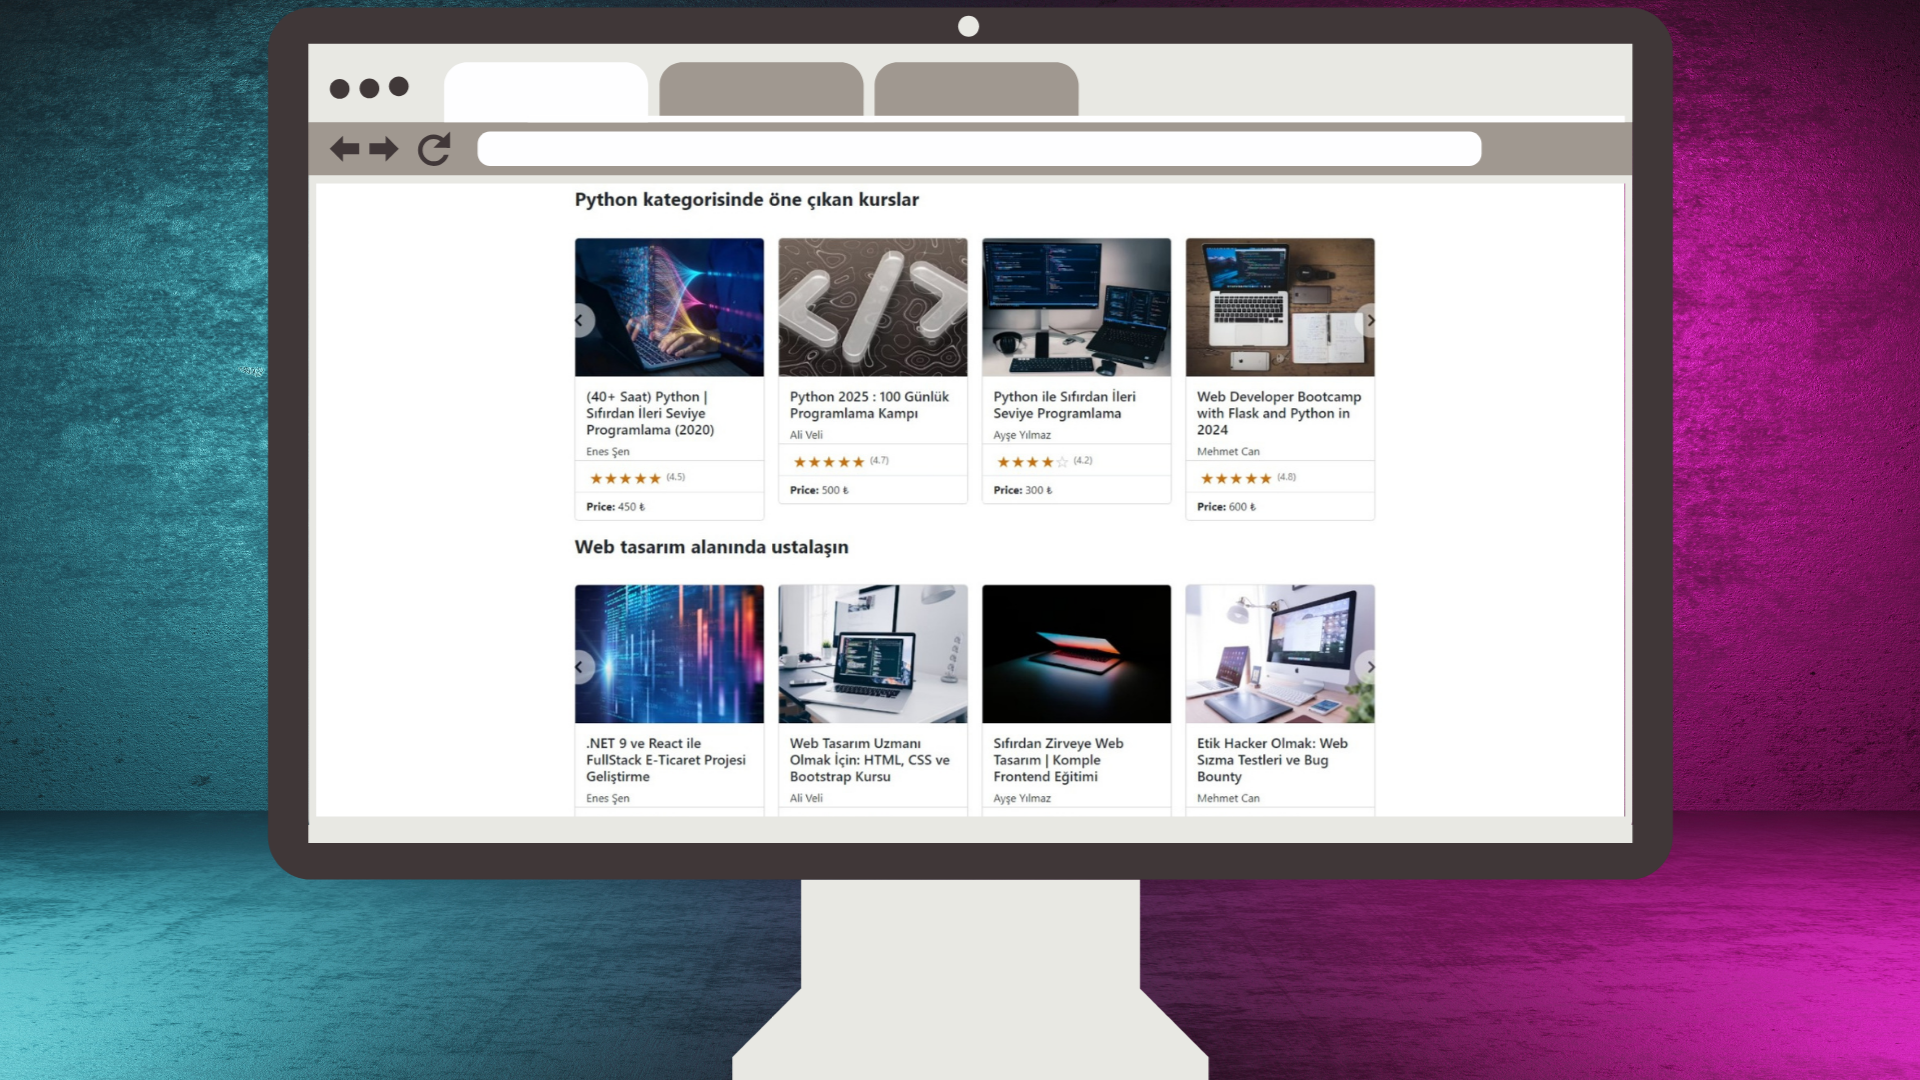 Python kategorisinde öne çıkan kurslar
(40+ Saat) Python |
Sıfırdan İleri Seviye
Programlama (2020)
Enes Şen
(4.5)
Price: 450 ₺
Python 2025 : 100 Günlük
Programlama Kampı
Ali Veli
(4.7)
Price: 500 ₺
Python ile Sıfırdan İleri
Seviye Programlama
Ayşe Yılmaz
(4.2)
Price: 300 ₺
Web Developer Bootcamp
with Flask and Python in
2024
Mehmet Can
(4.8)
Price: 600 ₺
Web tasarım alanında ustalaşın
.NET 9 ve React ile
FullStack E-Ticaret Projesi
Geliştirme
Enes Şen
Web Tasarım Uzmanı
Olmak İçin: HTML, CSS ve
Bootstrap Kursu
Ali Veli
Sıfırdan Zirveye Web
Tasarım | Komple
Frontend Eğitimi
Ayşe Yılmaz
Etik Hacker Olmak: Web
Sızma Testleri ve Bug
Bounty
Mehmet Can